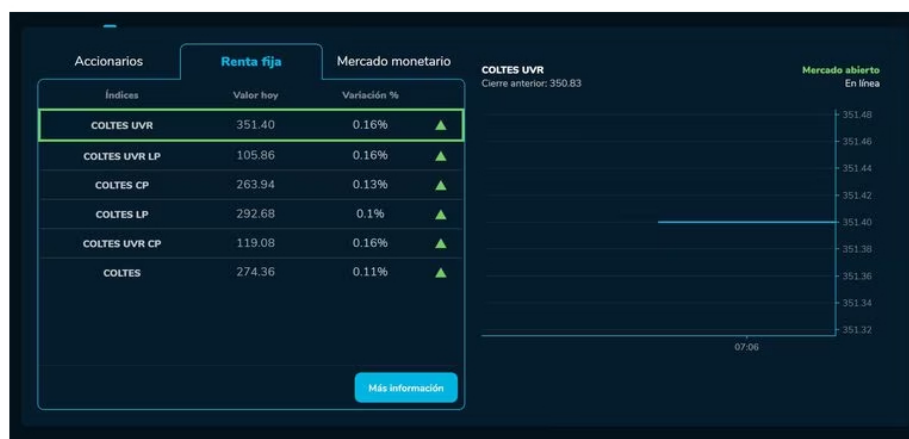 Accionarios Renta fija Mercado monetario
Índices Valor hoy Variación %
COLTES UVR 351.40 0.16%
COLTES UVR LP 105.86 0.16%
COLTES CP 263.94 0.13%
COLTES LP 292.68 0.1%
COLTES UVR CP 119.08 0.16%
COLTES 274.36 0.11%
Más información
COLTES UVR Mercado abierto
Cierre anterior: 350.83 En línea
351.48
351.46
351.44
351.42
351.40
351.38
351.36
351.34
351.32
07:06